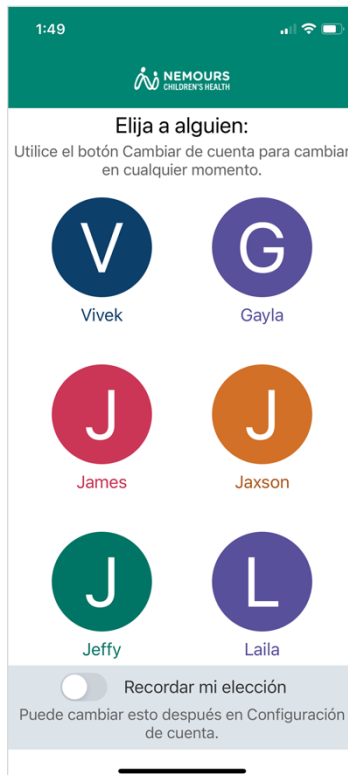 1:49
NEMOURS
CHILDREN'S HEALTH
Elija a alguien:
Utilice el botón Cambiar de cuenta para cambiar
en cualquier momento.
V G
Vivek Gayla
J J
James Jaxson
J L
Jeffy Laila
Recordar mi elección
Puede cambiar esto después en Configuración
de cuenta.